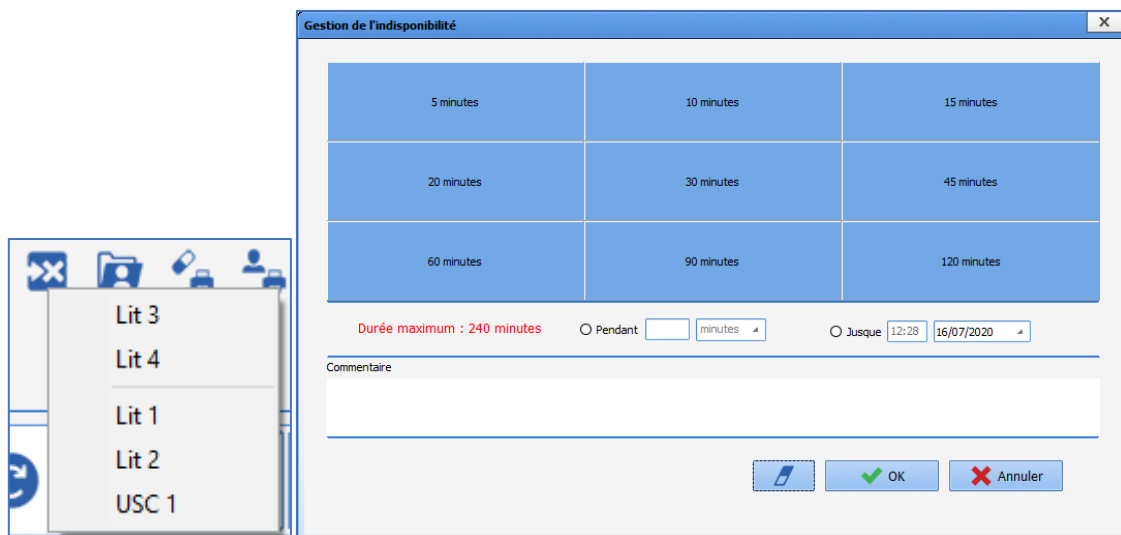 Lit 3
Lit 4
Lit 1
Lit 2
USC 1
Gestion de l'indisponibilité
5 minutes 10 minutes 15 minutes
20 minutes 30 minutes 45 minutes
60 minutes 90 minutes 120 minutes
Durée maximum : 240 minutes Pendant minutes Jusque 12:28 16/07/2020
Commentaire
OK Annuler